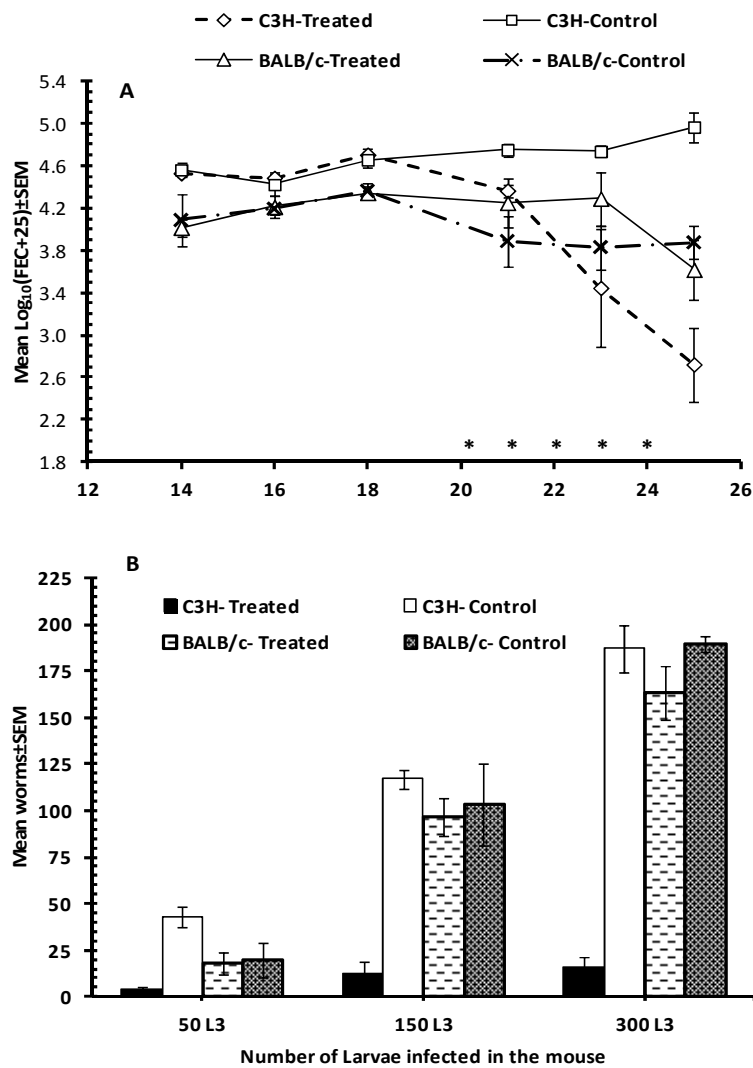 C3H-Treated C3H-Control
BALB/c-Treated BALB/c-Control
A
5.4
5.0
4.6
4.2
3.8
3.4
3.0
2.6
2.2
1.8
Mean Log₁₀(FEC+25)±SEM
* * * * *
12 14 16 18 20 22 24 26
B
225
200
175
150
125
100
75
50
25
0
Mean worms±SEM
C3H- Treated C3H- Control
BALB/c- Treated BALB/c- Control
50 L3 150 L3 300 L3
Number of Larvae infected in the mouse